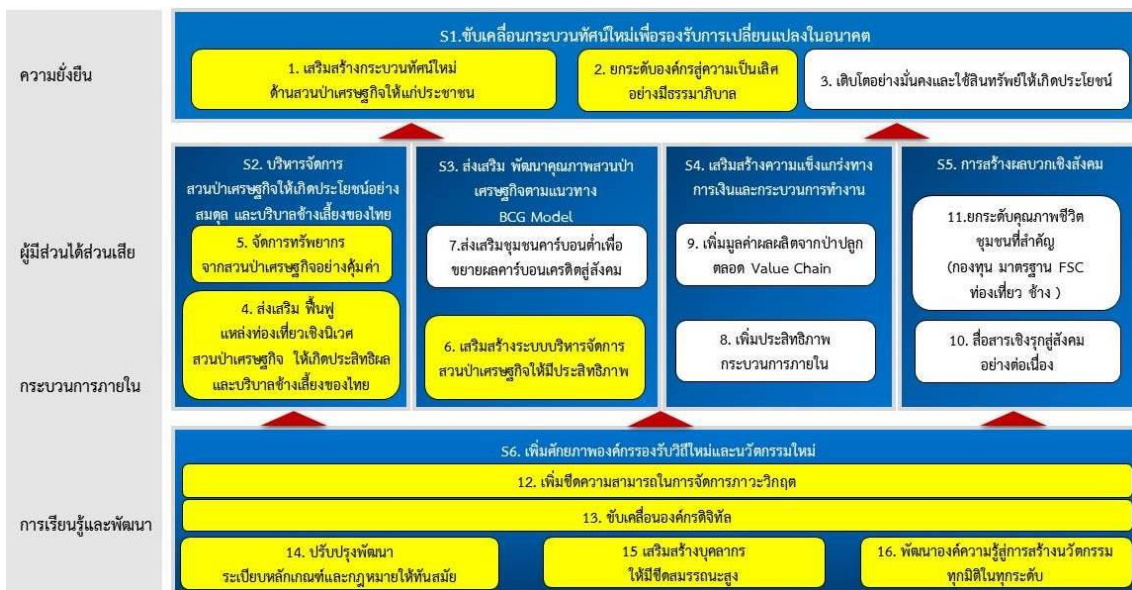 S1.ขับเคลื่อนกระบวนทัศน์ใหม่เพื่อรองรับการเปลี่ยนแปลงในอนาคต
ความยั่งยืน
1. เสริมสร้างกระบวนทัศน์ใหม่
ด้านสวนป่าเศรษฐกิจให้แก่ประชาชน
2. ยกระดับองค์กรสู่ความเป็นเลิศ
อย่างมีธรรมาภิบาล
3. เติบโตอย่างมั่นคงและใช้สินทรัพย์ให้เกิดประโยชน์
ผู้มีส่วนได้ส่วนเสีย
กระบวนการภายใน
S2. บริหารจัดการ
สวนป่าเศรษฐกิจให้เกิดประโยชน์อย่าง
สมดุล และบริบาลช้างเลี้ยงของไทย
5. จัดการทรัพยากร
จากสวนป่าเศรษฐกิจอย่างคุ้มค่า
4. ส่งเสริม ฟื้นฟู
แหล่งท่องเที่ยวเชิงนิเวศ
สวนป่าเศรษฐกิจ ให้เกิดประสิทธิผล
และบริบาลช้างเลี้ยงของไทย
S3. ส่งเสริม พัฒนาคุณภาพสวนป่า
เศรษฐกิจตามแนวทาง
BCG Model
7.ส่งเสริมชุมชนคาร์บอนต่ำเพื่อ
ขยายผลคาร์บอนเครดิตสู่สังคม
6. เสริมสร้างระบบบริหารจัดการ
สวนป่าเศรษฐกิจให้มีประสิทธิภาพ
S4. เสริมสร้างความแข็งแกร่งทาง
การเงินและกระบวนการทำงาน
9. เพิ่มมูลค่าผลผลิตจากป่าปลูก
ตลอด Value Chain
8. เพิ่มประสิทธิภาพ
กระบวนการภายใน
S5. การสร้างผลบวกเชิงสังคม
11.ยกระดับคุณภาพชีวิต
ชุมชนที่สำคัญ
(กองทุน มาตรฐาน FSC
ท่องเที่ยว ช้าง )
10. สื่อสารเชิงรุกสู่สังคม
อย่างต่อเนื่อง
การเรียนรู้และพัฒนา
S6. เพิ่มศักยภาพองค์กรรองรับวิถีใหม่และนวัตกรรมใหม่
12. เพิ่มขีดความสามารถในการจัดการภาวะวิกฤต
13. ขับเคลื่อนองค์กรดิจิทัล
14. ปรับปรุงพัฒนา
ระเบียบหลักเกณฑ์และกฎหมายให้ทันสมัย
15 เสริมสร้างบุคลากร
ให้มีขีดสมรรถนะสูง
16. พัฒนาองค์ความรู้สู่การสร้างนวัตกรรม
ทุกมิติในทุกระดับ